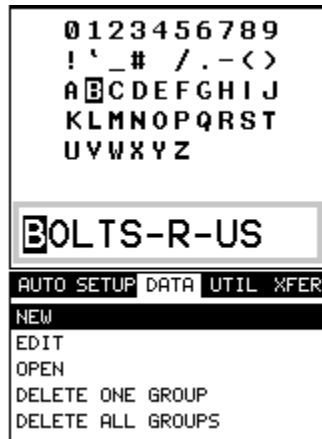 0123456789
!`_# /.-<>
ABCDEFGHIJ
KLMNOPQRST
UVWXYZ
BOLTS-R-US
AUTO SETUP DATA UTIL XFER
NEW
EDIT
OPEN
DELETE ONE GROUP
DELETE ALL GROUPS